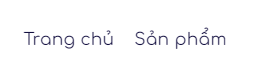 Trang chủ Sản phẩm